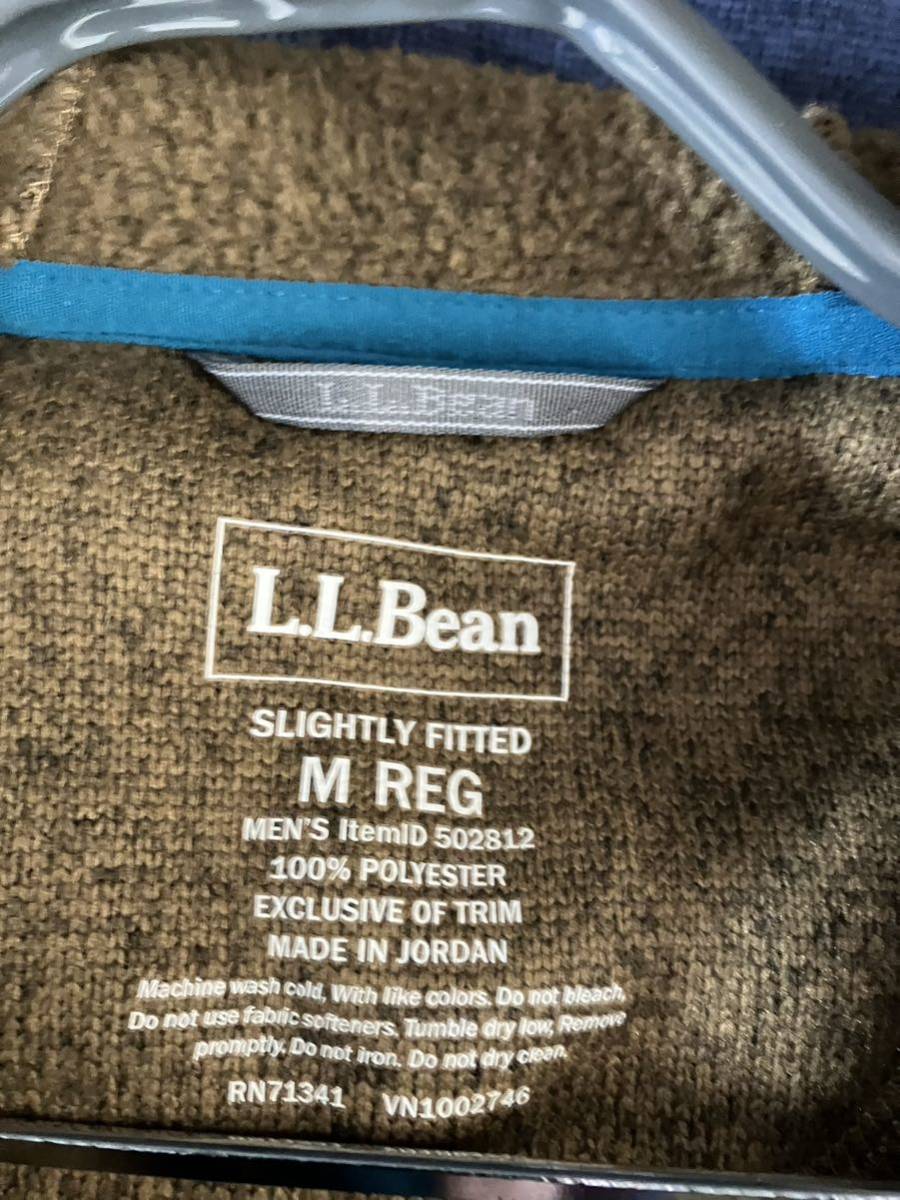 L.L.Bean
L.L.Bean
SLIGHTLY FITTED
M REG
MEN'S ItemID 502812
100% POLYESTER
EXCLUSIVE OF TRIM
MADE IN JORDAN
Machine wash cold, With like colors. Do not bleach,
Do not use fabric softeners. Tumble dry low, Remove
promptly. Do not iron. Do not dry clean.
RN71341 VN1002746